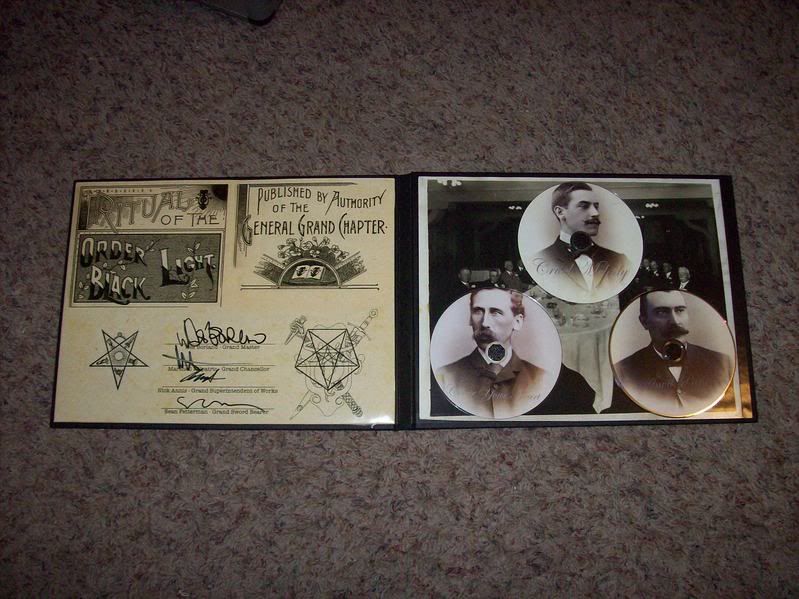 RITUAL
OF THE
ORDER
BLACK LIGHT.
PUBLISHED BY AUTHORITY
OF THE
GENERAL GRAND CHAPTER.
Borland - Grand Master
Grand Chancellor
Nick Annis - Grand Superintendent of Works
Sean Fetterman - Grand Sword Bearer